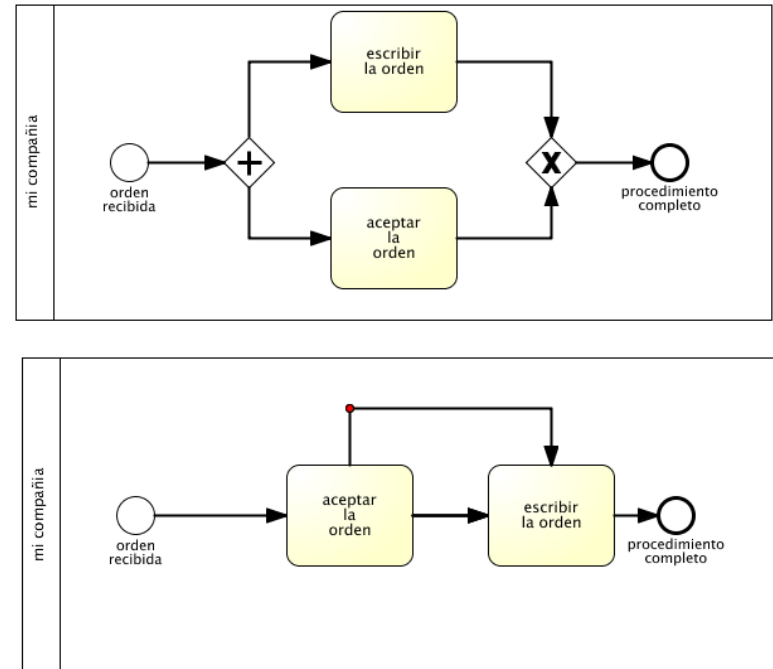 mi compañia
escribir
la orden
orden
recibida
aceptar
la
orden
procedimiento
completo
mi compañia
orden
recibida
aceptar
la
orden
escribir
la orden
procedimiento
completo